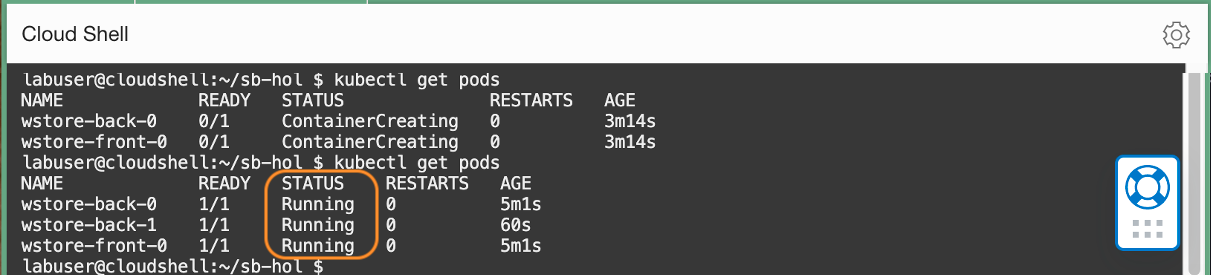 Cloud Shell
labuser@cloudshell:~/sb-hol $ kubectl get pods
NAME READY STATUS RESTARTS AGE
wstore-back-0 0/1 ContainerCreating 0 3m14s
wstore-front-0 0/1 ContainerCreating 0 3m14s
labuser@cloudshell:~/sb-hol $ kubectl get pods
NAME READY STATUS RESTARTS AGE
wstore-back-0 1/1 Running 0 5m1s
wstore-back-1 1/1 Running 0 60s
wstore-front-0 1/1 Running 0 5m1s
labuser@cloudshell:~/sb-hol $